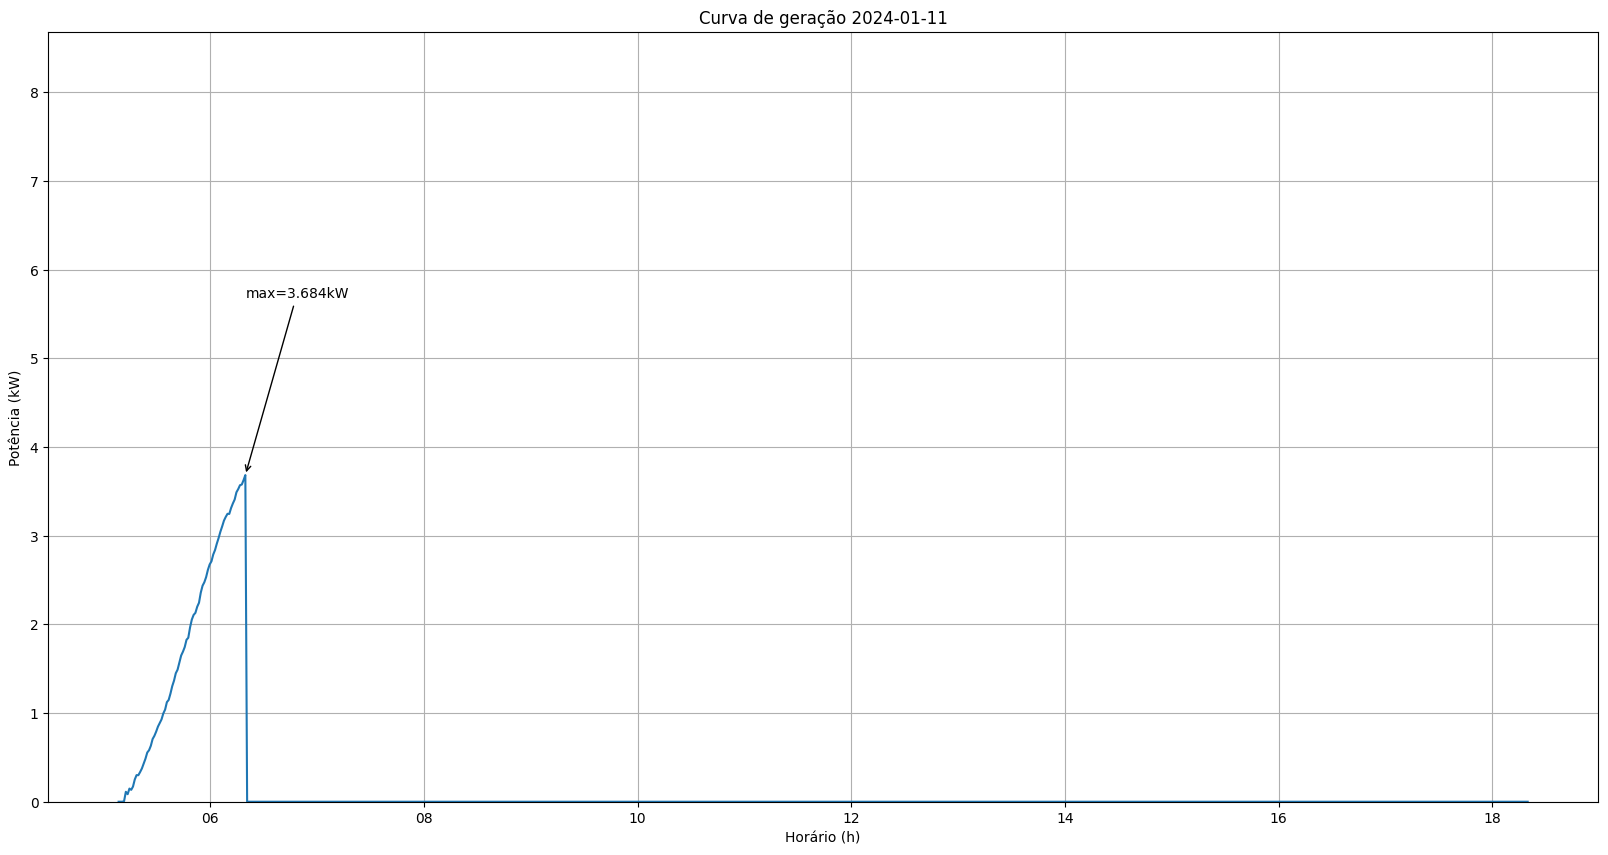 Curva de geração 2024-01-11
8
7
6
max=3.684kW
5
4
3
2
1
0
Potência (kW)
06 08 10 12 14 16 18
Horário (h)